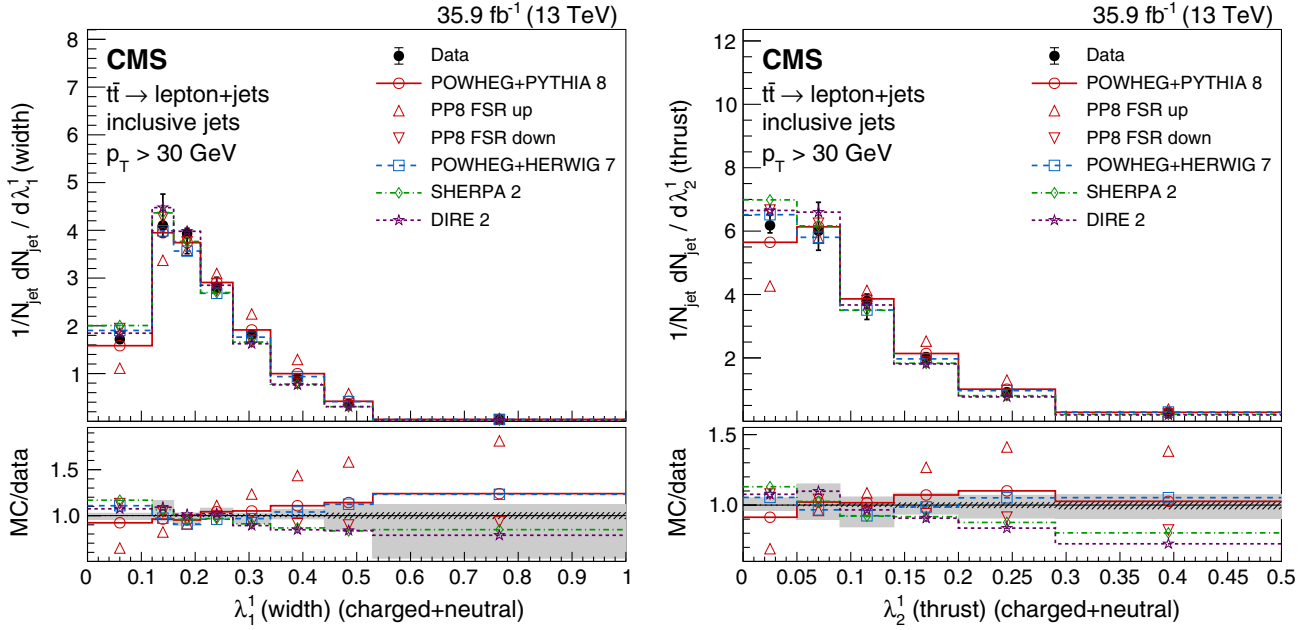 35.9 fb⁻¹ (13 TeV)
CMS
tt̄ → lepton+jets
inclusive jets
p_T > 30 GeV
Data
POWHEG+PYTHIA 8
PP8 FSR up
PP8 FSR down
POWHEG+HERWIG 7
SHERPA 2
DIRE 2
1/N_jet dN_jet / dλ₁¹ (width)
8
7
6
5
4
3
2
1
MC/data
1.5
1.0
0 0.1 0.2 0.3 0.4 0.5 0.6 0.7 0.8 0.9 1
λ₁¹ (width) (charged+neutral)
35.9 fb⁻¹ (13 TeV)
CMS
tt̄ → lepton+jets
inclusive jets
p_T > 30 GeV
Data
POWHEG+PYTHIA 8
PP8 FSR up
PP8 FSR down
POWHEG+HERWIG 7
SHERPA 2
DIRE 2
1/N_jet dN_jet / dλ₂¹ (thrust)
12
10
8
6
4
2
MC/data
1.5
1.0
0 0.05 0.1 0.15 0.2 0.25 0.3 0.35 0.4 0.45 0.5
λ₂¹ (thrust) (charged+neutral)